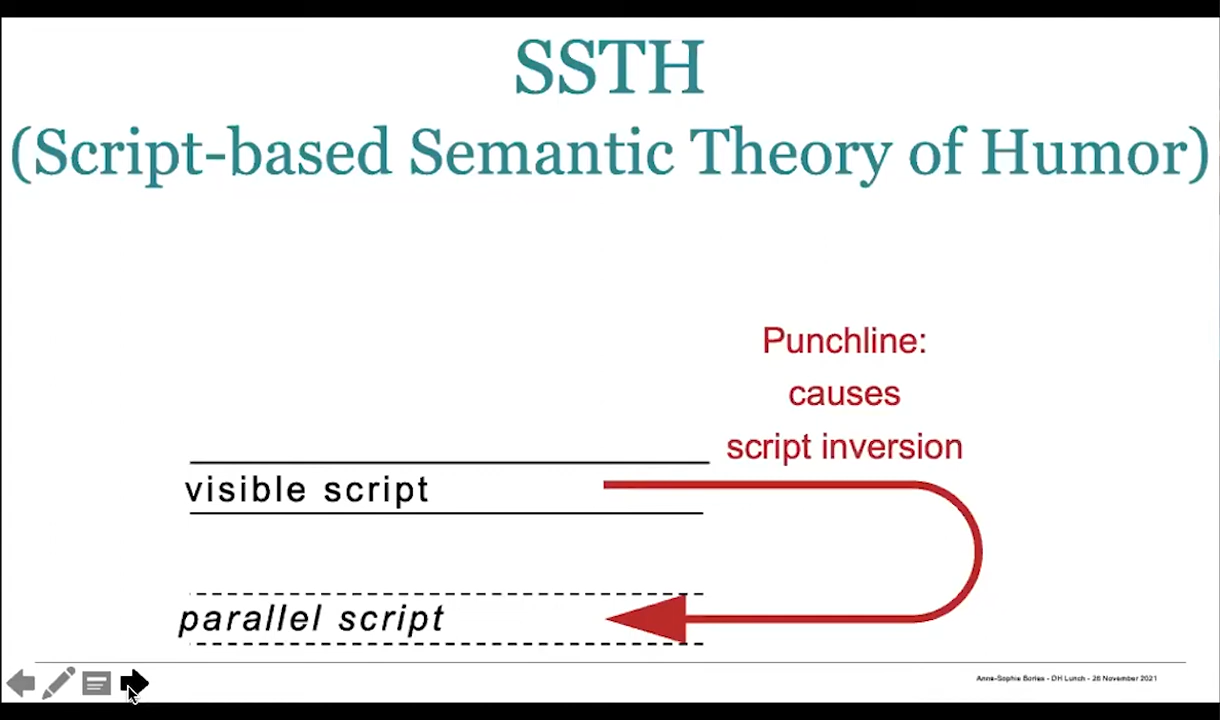 SSTH
(Script-based Semantic Theory of Humor)
Punchline:
causes
script inversion
visible script
parallel script
Anne-Sophie Bories - DH Lunch - 26 November 2021